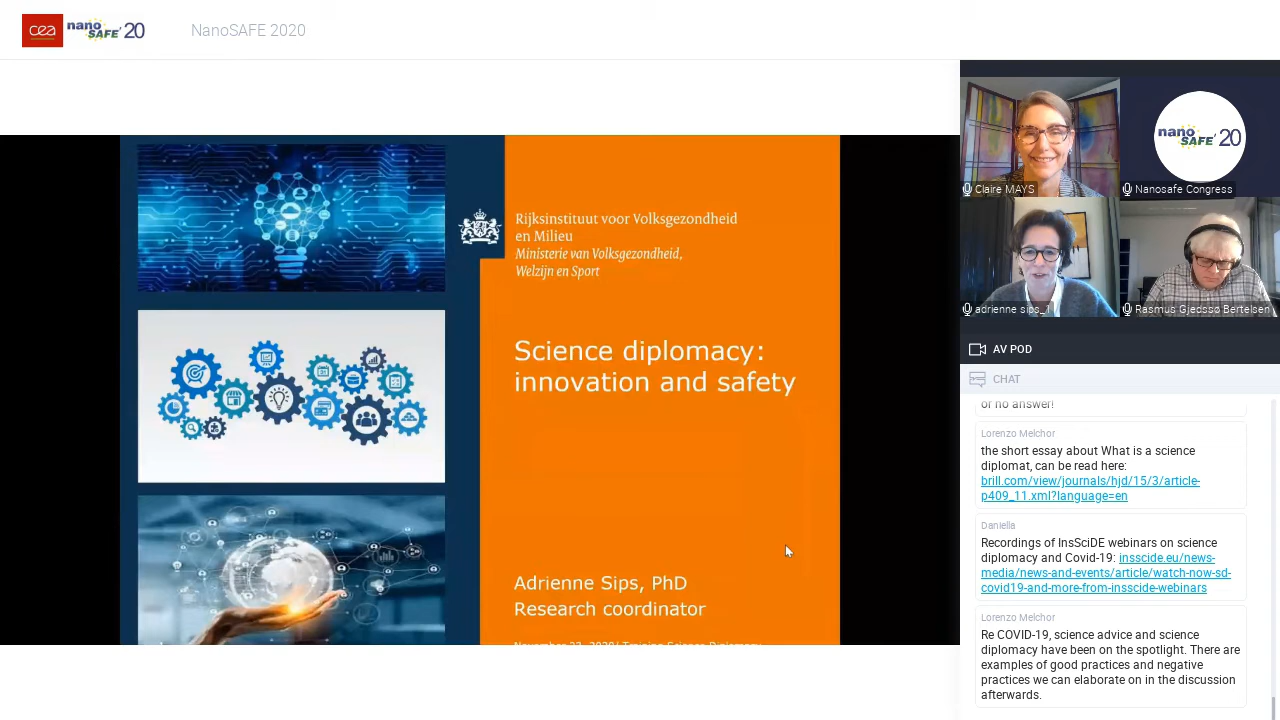 cea
nano
SAFE'20
NanoSAFE 2020
Rijksinstituut voor Volksgezondheid
en Milieu
Ministerie van Volksgezondheid,
Welzijn en Sport
Science diplomacy:
innovation and safety
Adrienne Sips, PhD
Research coordinator
Claire MAYS
nano
SAFE'20
Nanosafe Congress
adrienne sips_1
Rasmus Gjedssø Bertelsen
AV POD
CHAT
or no answer!
Lorenzo Melchor
the short essay about What is a science
diplomat, can be read here:
brill.com/view/journals/hjd/15/3/article-
p409_11.xml?language=en
Daniella
Recordings of InsSciDE webinars on science
diplomacy and Covid-19: insscide.eu/news-
media/news-and-events/article/watch-now-sd-
covid19-and-more-from-insscide-webinars
Lorenzo Melchor
Re COVID-19, science advice and science
diplomacy have been on the spotlight. There are
examples of good practices and negative
practices we can elaborate on in the discussion
afterwards.